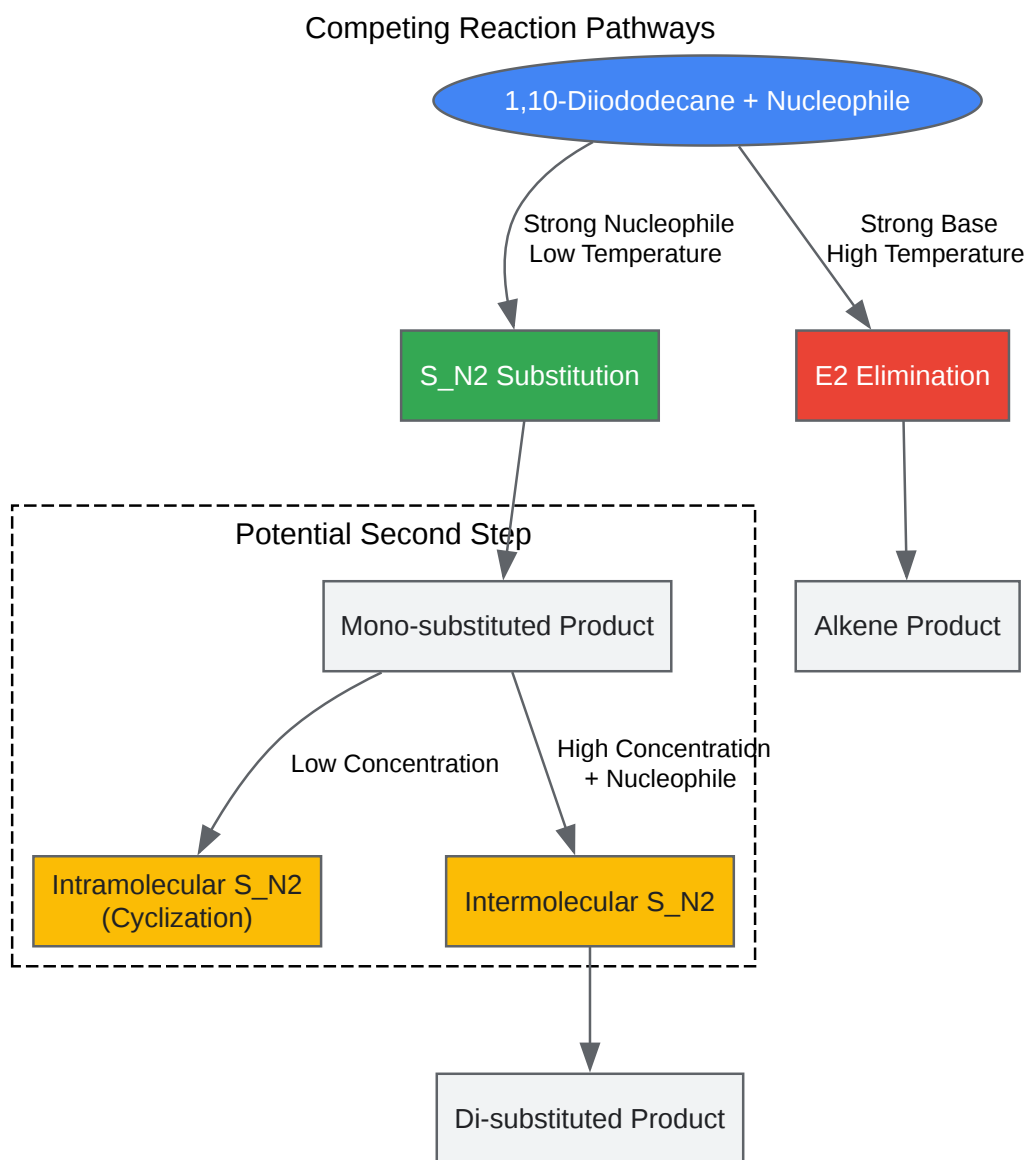 Competing Reaction Pathways
1,10-Diiododecane + Nucleophile
Strong Nucleophile
Low Temperature
Strong Base
High Temperature
S_N2 Substitution
E2 Elimination
Potential Second Step
Mono-substituted Product
Alkene Product
Low Concentration
High Concentration
+ Nucleophile
Intramolecular S_N2
(Cyclization)
Intermolecular S_N2
Di-substituted Product